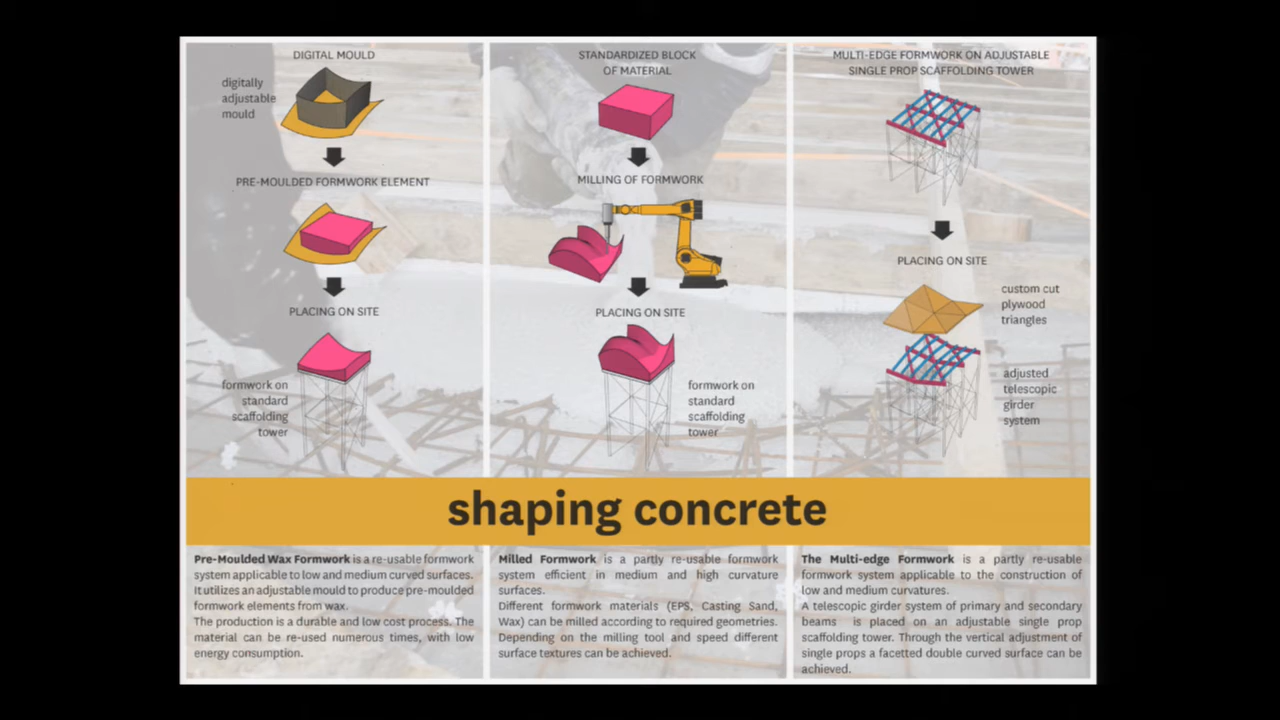 DIGITAL MOULD
digitally
adjustable
mould
PRE-MOULDED FORMWORK ELEMENT
PLACING ON SITE
formwork on
standard
scaffolding
tower
STANDARDIZED BLOCK
OF MATERIAL
MILLING OF FORMWORK
PLACING ON SITE
formwork on
standard
scaffolding
tower
MULTI-EDGE FORMWORK ON ADJUSTABLE
SINGLE PROP SCAFFOLDING TOWER
PLACING ON SITE
custom cut
plywood
triangles
adjusted
telescopic
girder
system
shaping concrete
Pre-Moulded Wax Formwork is a re-usable formwork
system applicable to low and medium curved surfaces.
It utilizes an adjustable mould to produce pre-moulded
formwork elements from wax.
The production is a durable and low cost process. The
material can be re-used numerous times, with low
energy consumption.
Milled Formwork is a partly re-usable formwork
system efficient in medium and high curvature
surfaces.
Different formwork materials (EPS, Casting Sand,
Wax) can be milled according to required geometries.
Depending on the milling tool and speed different
surface textures can be achieved.
The Multi-edge Formwork is a partly re-usable
formwork system applicable to the construction of
low and medium curvatures.
A telescopic girder system of primary and secondary
beams is placed on an adjustable single prop
scaffolding tower. Through the vertical adjustment of
single props a facetted double curved surface can be
achieved.